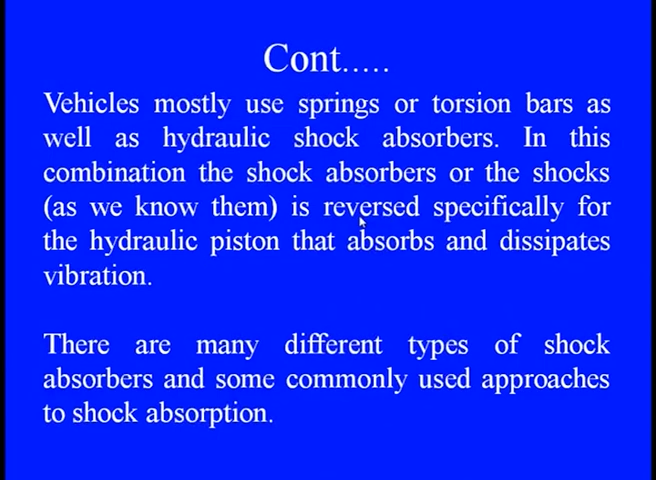 Cont.....
Vehicles mostly use springs or torsion bars as
well as hydraulic shock absorbers. In this
combination the shock absorbers or the shocks
(as we know them) is reversed specifically for
the hydraulic piston that absorbs and dissipates
vibration.
There are many different types of shock
absorbers and some commonly used approaches
to shock absorption.